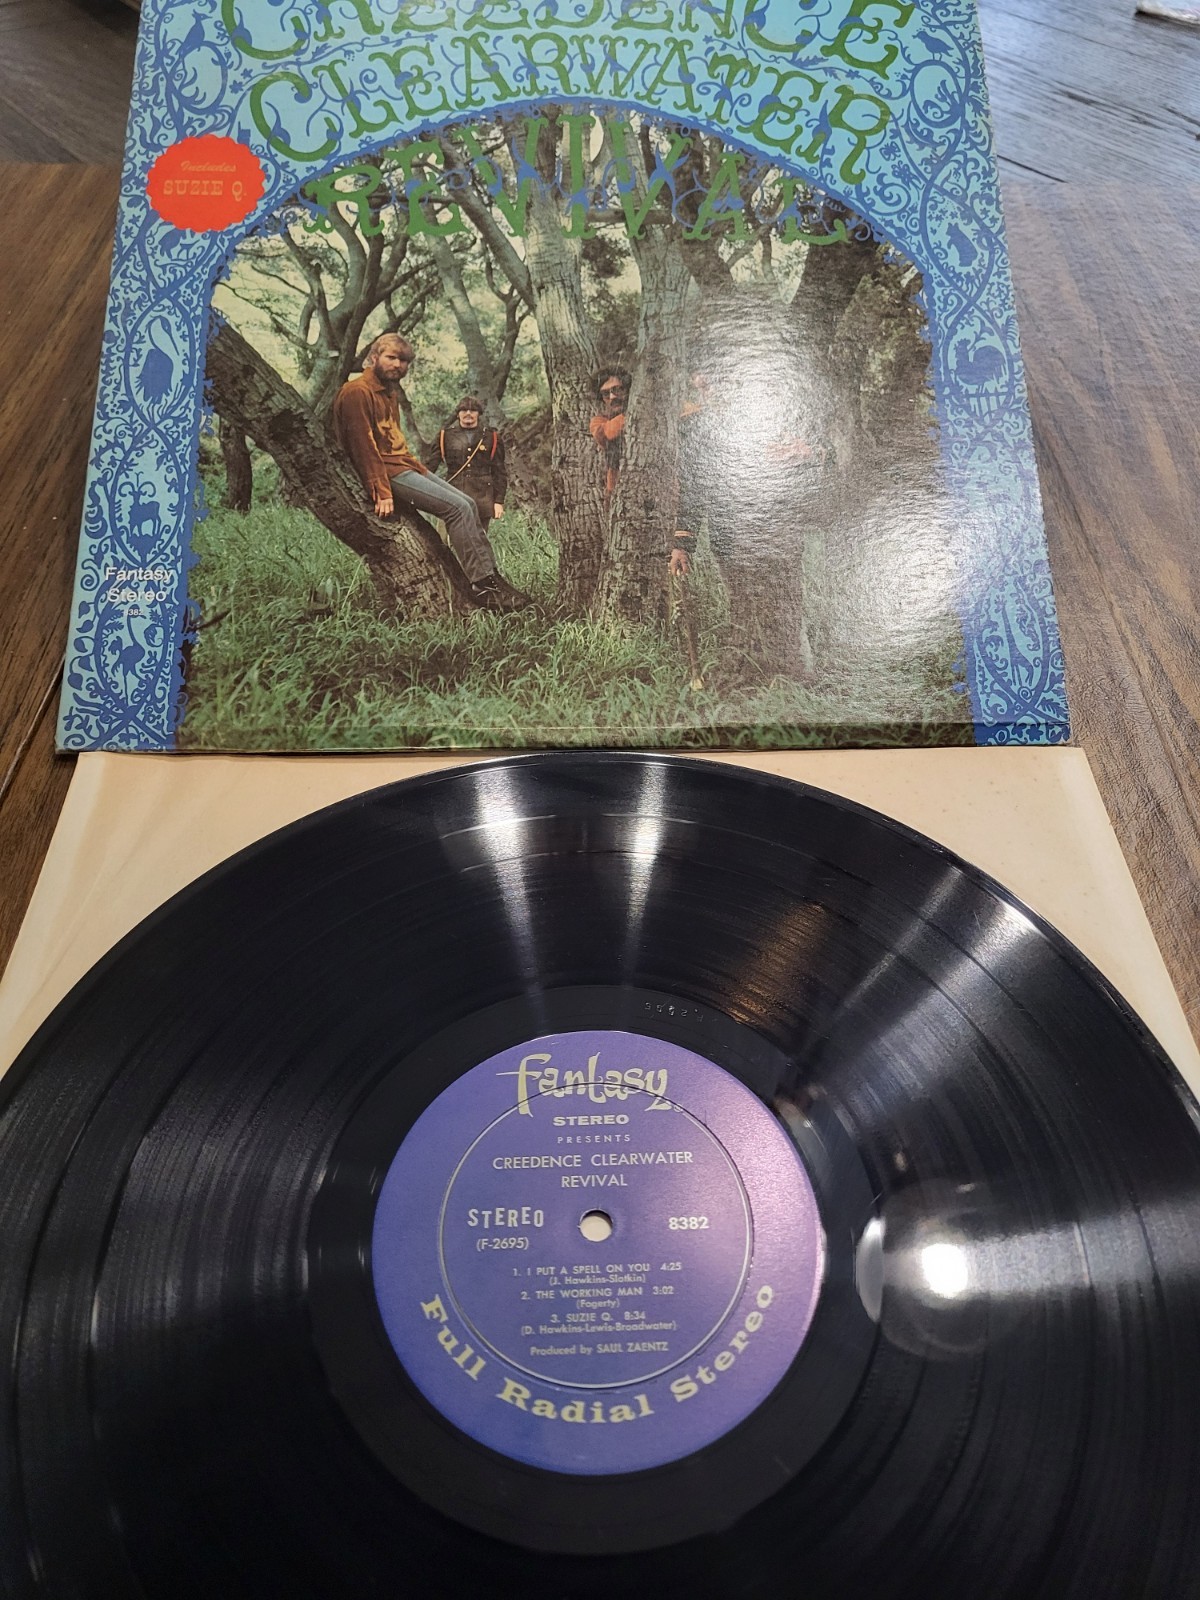 CREEDENCE
CLEARWATER
REVIVAL
Includes
SUZIE Q.
Fantasy
Stereo
8382
Fantasy
STEREO
PRESENTS
CREEDENCE CLEARWATER
REVIVAL
STEREO
(F-2695)
8382
1. I PUT A SPELL ON YOU 4:25
(J. Hawkins-Slotkin)
2. THE WORKING MAN 3:02
(Fogerty)
3. SUZIE Q. 8:34
(D. Hawkins-Lewis-Broadwater)
Produced by SAUL ZAENTZ
Full Radial Stereo